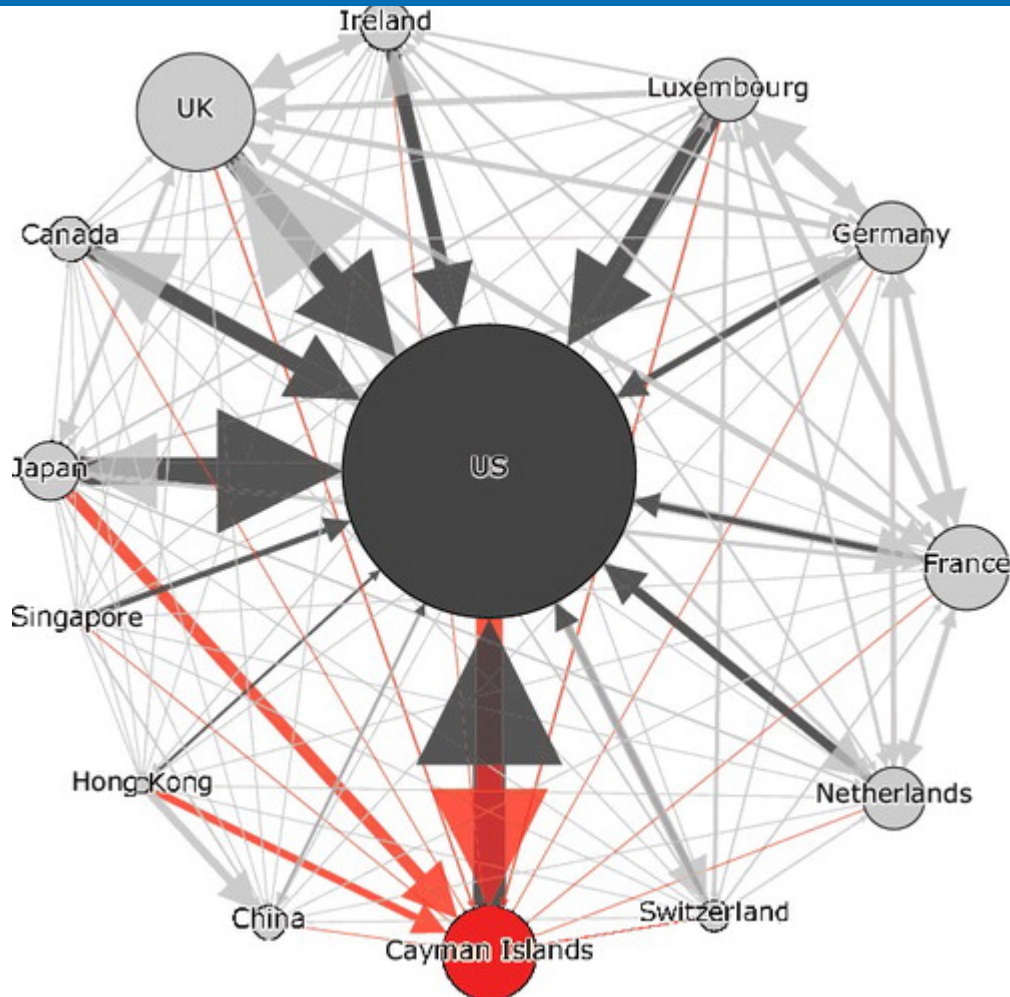 Ireland
Luxembourg
UK
Canada
Germany
Japan
US
France
Singapore
Hong Kong
Netherlands
China
Switzerland
Cayman Islands